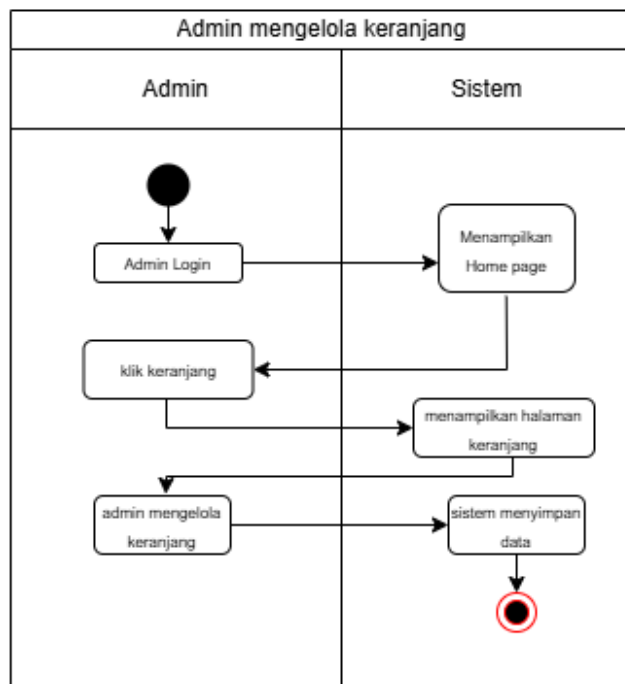 Admin mengelola keranjang
Admin
Sistem
Admin Login
Menampilkan
Home page
klik keranjang
menampilkan halaman
keranjang
admin mengelola
keranjang
sistem menyimpan
data